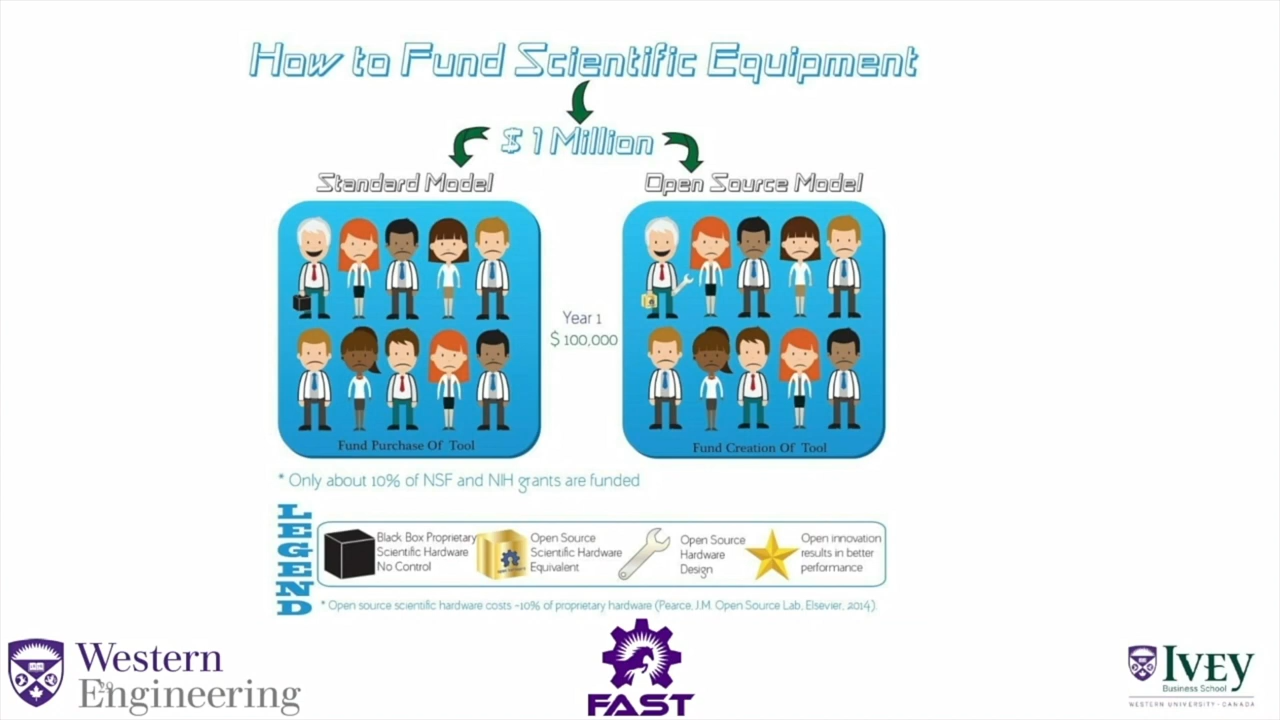 How to Fund Scientific Equipment
$ 1 Million
Standard Model
Open Source Model
Year 1
$ 100,000
Fund Purchase Of Tool
Fund Creation Of Tool
* Only about 10% of NSF and NIH grants are funded
LEGEND
Black Box Proprietary
Scientific Hardware
No Control
Open Source
Scientific Hardware
Equivalent
Open Source
Hardware
Design
Open innovation
results in better
performance
* Open source scientific hardware costs ~10% of proprietary hardware (Pearce, J.M. Open Source Lab, Elsevier, 2014).
Western
Engineering
29
FAST
IVEY
Business School
WESTERN UNIVERSITY · CANADA